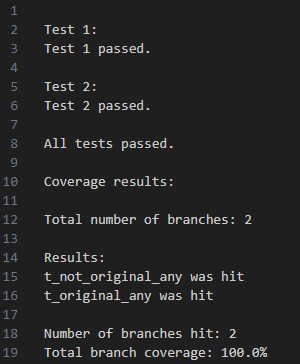 1
2 Test 1:
3 Test 1 passed.
4
5 Test 2:
6 Test 2 passed.
7
8 All tests passed.
9
10 Coverage results:
11
12 Total number of branches: 2
13
14 Results:
15 t_not_original_any was hit
16 t_original_any was hit
17
18 Number of branches hit: 2
19 Total branch coverage: 100.0%